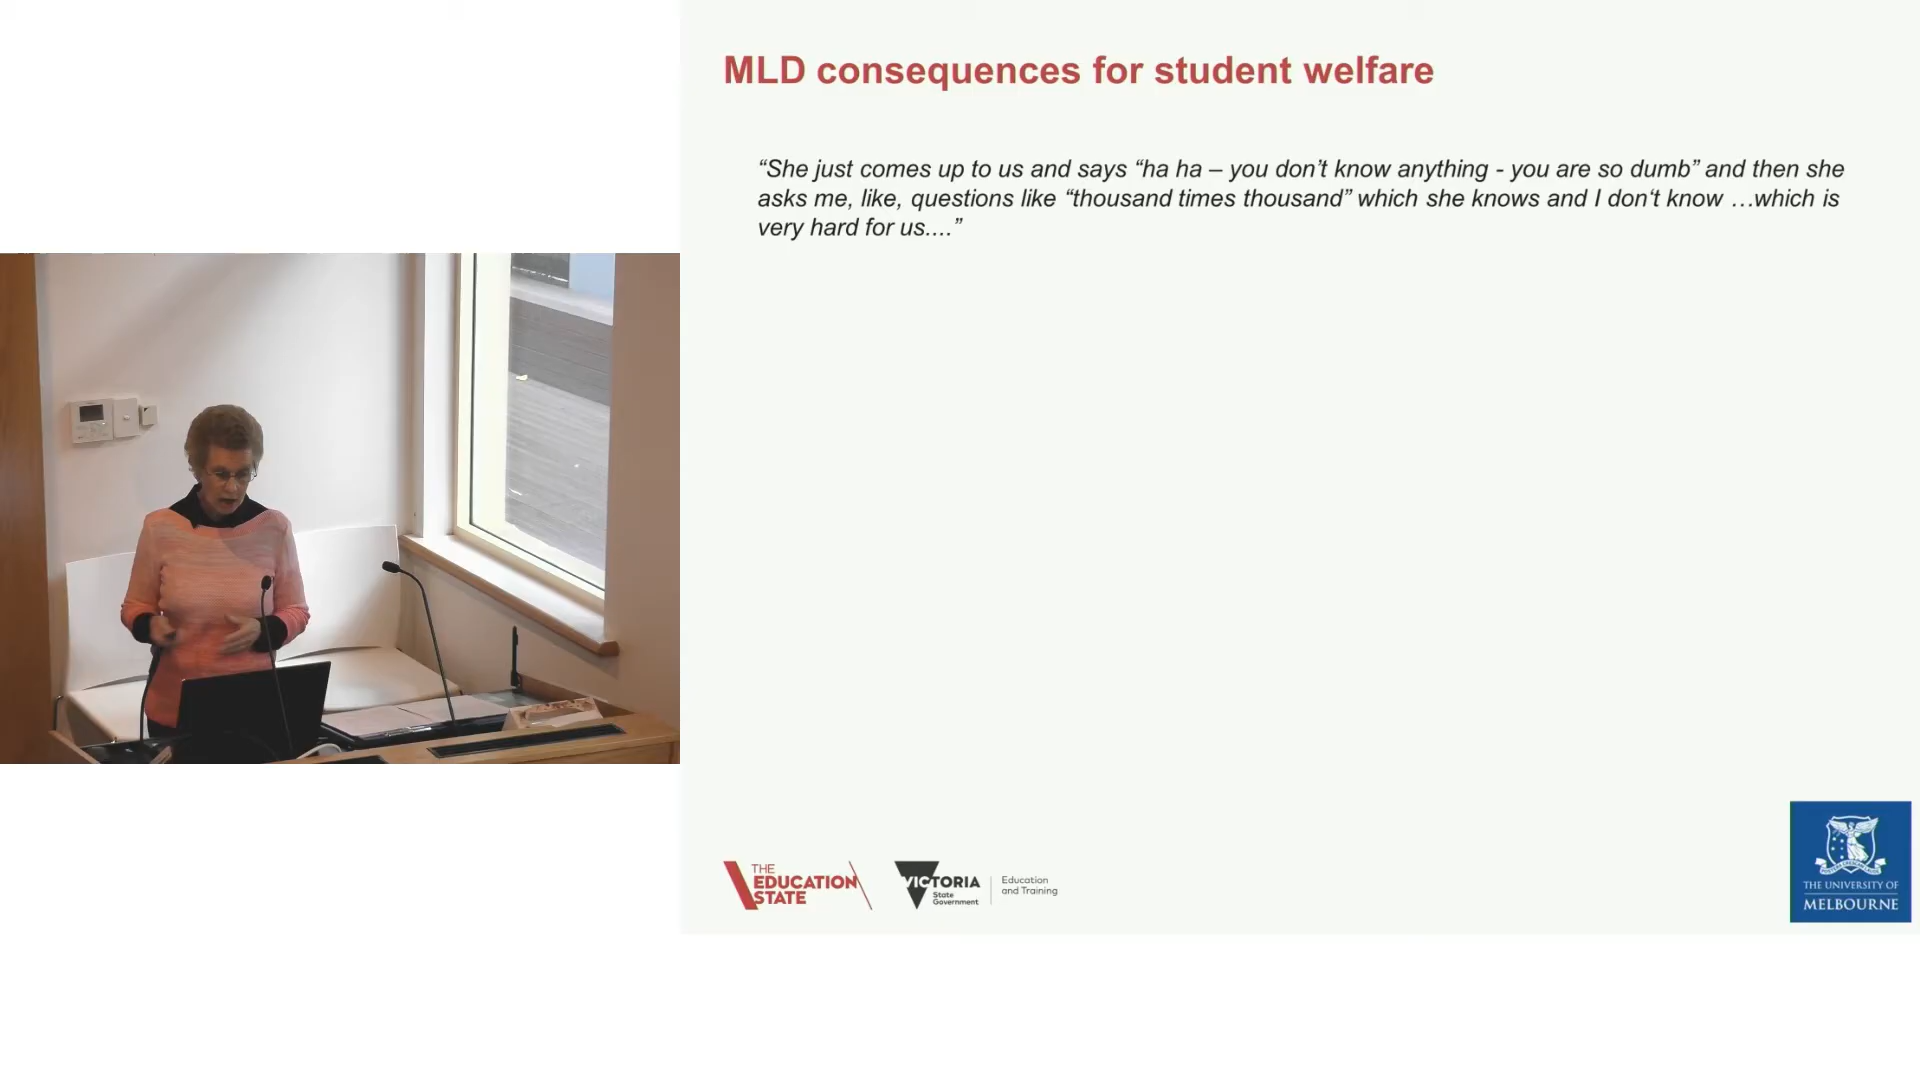 MLD consequences for student welfare
“She just comes up to us and says “ha ha – you don’t know anything - you are so dumb” and then she
asks me, like, questions like “thousand times thousand” which she knows and I don‘t know …which is
very hard for us....”
THE
EDUCATION
STATE
VICTORIA
State
Government
Education
and Training
THE UNIVERSITY OF
MELBOURNE